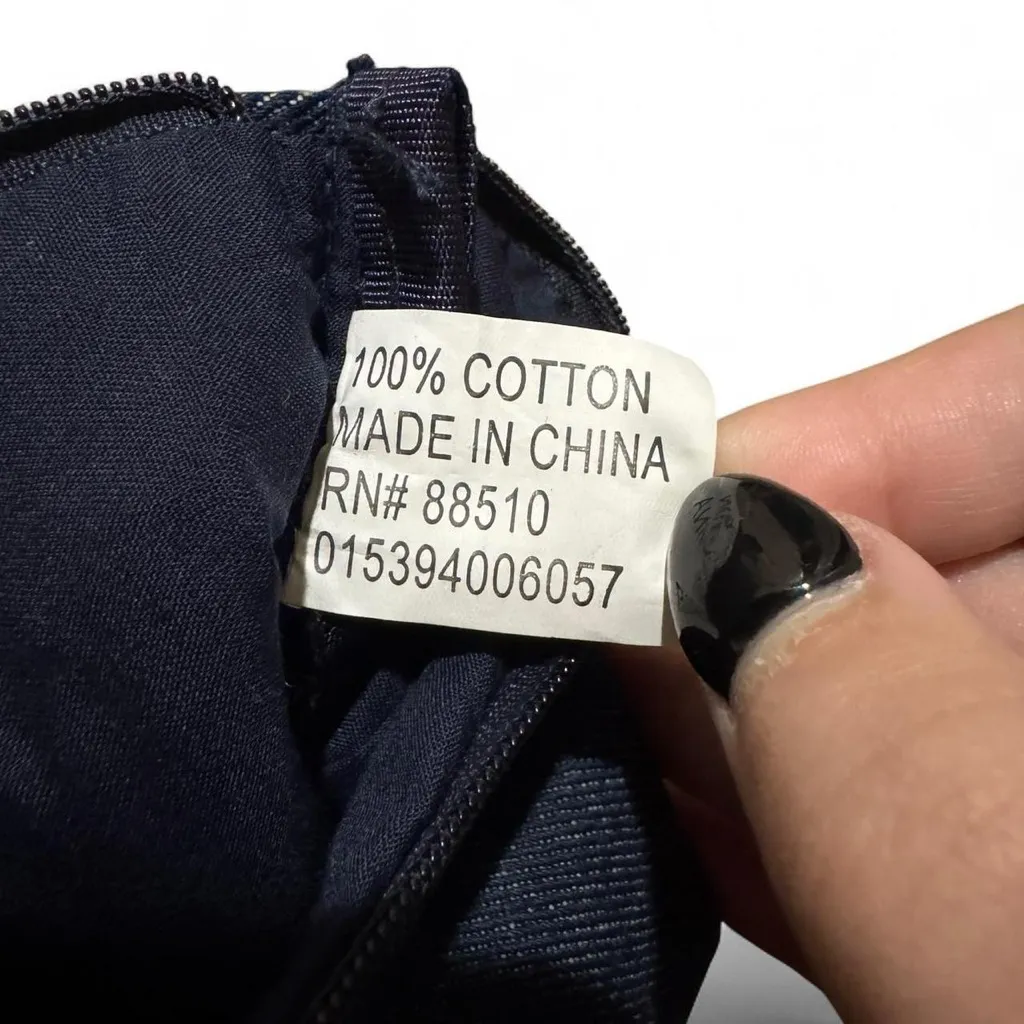 100% COTTON
MADE IN CHINA
RN# 88510
015394006057